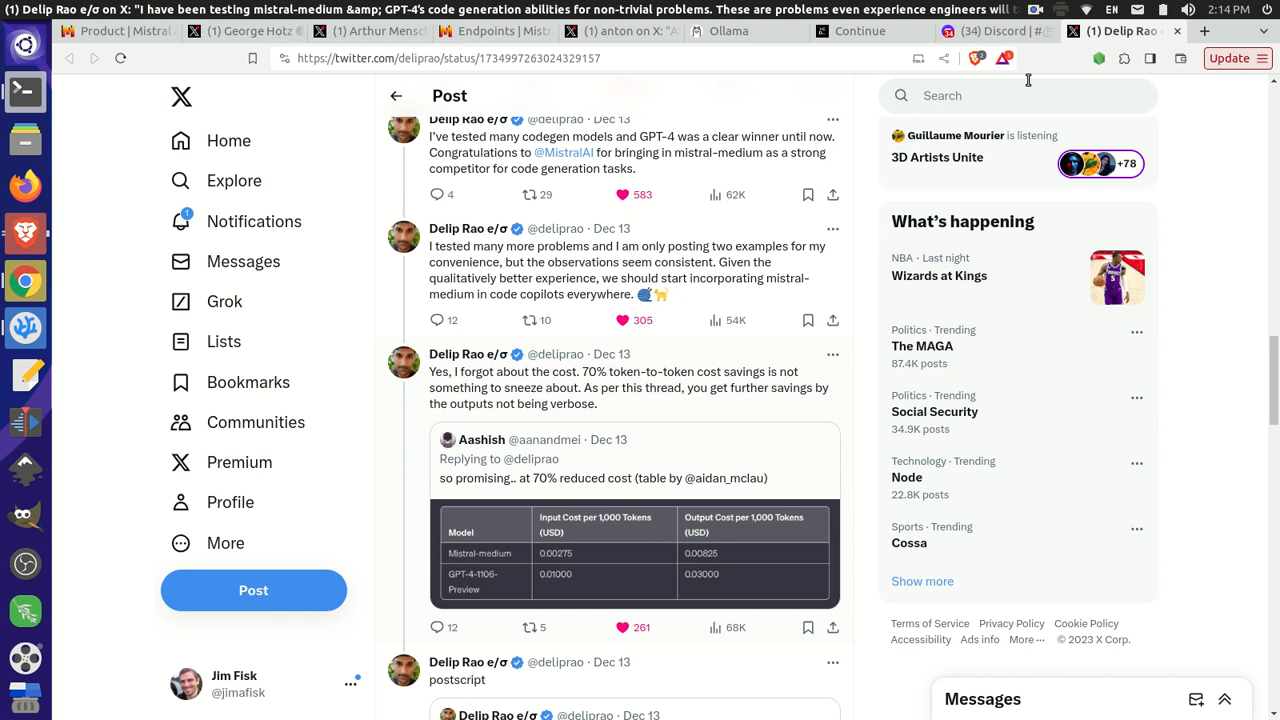 (1) Delip Rao on X: "I have been testing mistral-medium &amp; GPT-4's code generation abilities for non-trivial problems. These are problems even experience engineers will t
EN
2:14 PM
Product | Mistral
(1) George Hotz
(1) Arthur Mensch
Endpoints | Mistr
(1) anton on X: "A
Ollama
Continue
(34) Discord | #
(1) Delip Rao
https://twitter.com/deliprao/status/1734997263024329157
Update
Home
Explore
Notifications
1
Messages
Grok
Lists
Bookmarks
Communities
Premium
Profile
More
Post
Jim Fisk
@jimafisk
Post
Delip Rao e/σ @deliprao · Dec 13
I've tested many codegen models and GPT-4 was a clear winner until now.
Congratulations to @MistralAI for bringing in mistral-medium as a strong
competitor for code generation tasks.
4 29 583 62K
Delip Rao e/σ @deliprao · Dec 13
I tested many more problems and I am only posting two examples for my
convenience, but the observations seem consistent. Given the
qualitatively better experience, we should start incorporating mistral-
medium in code copilots everywhere.
12 10 305 54K
Delip Rao e/σ @deliprao · Dec 13
Yes, I forgot about the cost. 70% token-to-token cost savings is not
something to sneeze about. As per this thread, you get further savings by
the outputs not being verbose.
Aashish @aanandmei · Dec 13
Replying to @deliprao
so promising.. at 70% reduced cost (table by @aidan_mclau)
Model Input Cost per 1,000 Tokens (USD) Output Cost per 1,000 Tokens (USD)
Mistral-medium 0.00275 0.00825
GPT-4-1106-Preview 0.01000 0.03000
12 5 261 68K
Delip Rao e/σ @deliprao · Dec 13
postscript
Delip Rao e/σ @deliprao · Dec 13
Search
Guillaume Mourier is listening
3D Artists Unite
+78
What's happening
NBA · Last night
Wizards at Kings
Politics · Trending
The MAGA
87.4K posts
Politics · Trending
Social Security
34.9K posts
Technology · Trending
Node
22.8K posts
Sports · Trending
Cossa
Show more
Terms of Service Privacy Policy Cookie Policy
Accessibility Ads info More ··· © 2023 X Corp.
Messages